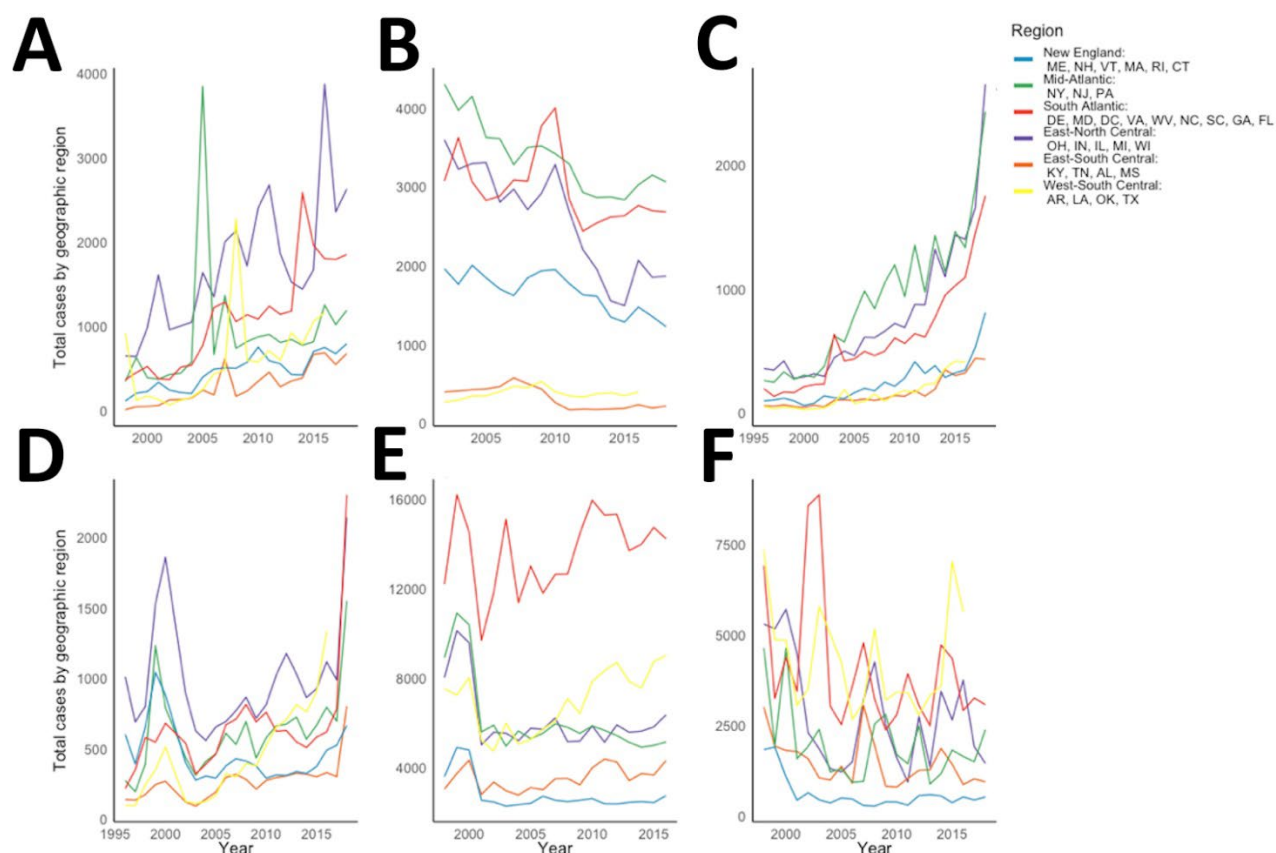 A
B
C
Region
New England:
ME, NH, VT, MA, RI, CT
Mid-Atlantic:
NY, NJ, PA
South Atlantic:
DE, MD, DC, VA, WV, NC, SC, GA, FL
East-North Central:
OH, IN, IL, MI, WI
East-South Central:
KY, TN, AL, MS
West-South Central:
AR, LA, OK, TX
Total cases by geographic region
4000
3000
2000
1000
0
2000 2005 2010 2015
4000
3000
2000
1000
0
2005 2010 2015
2000
1000
0
1995 2000 2005 2010 2015
D
E
F
Total cases by geographic region
2000
1500
1000
500
0
1995 2000 2005 2010 2015
Year
16000
12000
8000
4000
2000 2005 2010 2015
Year
7500
5000
2500
0
2000 2005 2010 2015
Year